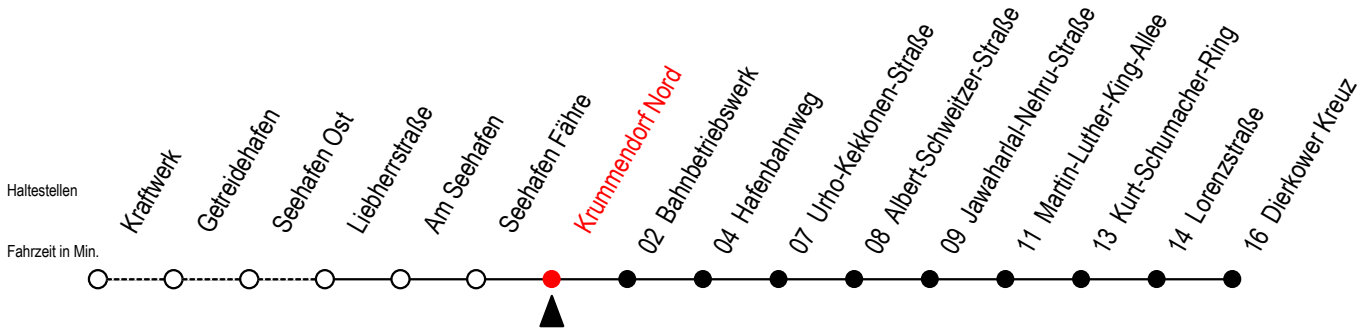 Haltestellen
Fahrzeit in Min.
Kraftwerk
Getreidehafen
Seehafen Ost
Liebherrstraße
Am Seehafen
Seehafen Fähre
Krummendorf Nord
02 Bahnbetriebswerk
04 Hafenbahnweg
07 Urho-Kekkonen-Straße
08 Albert-Schweitzer-Straße
09 Jawaharlal-Nehru-Straße
11 Martin-Luther-King-Allee
13 Kurt-Schumacher-Ring
14 Lorenzstraße
16 Dierkower Kreuz